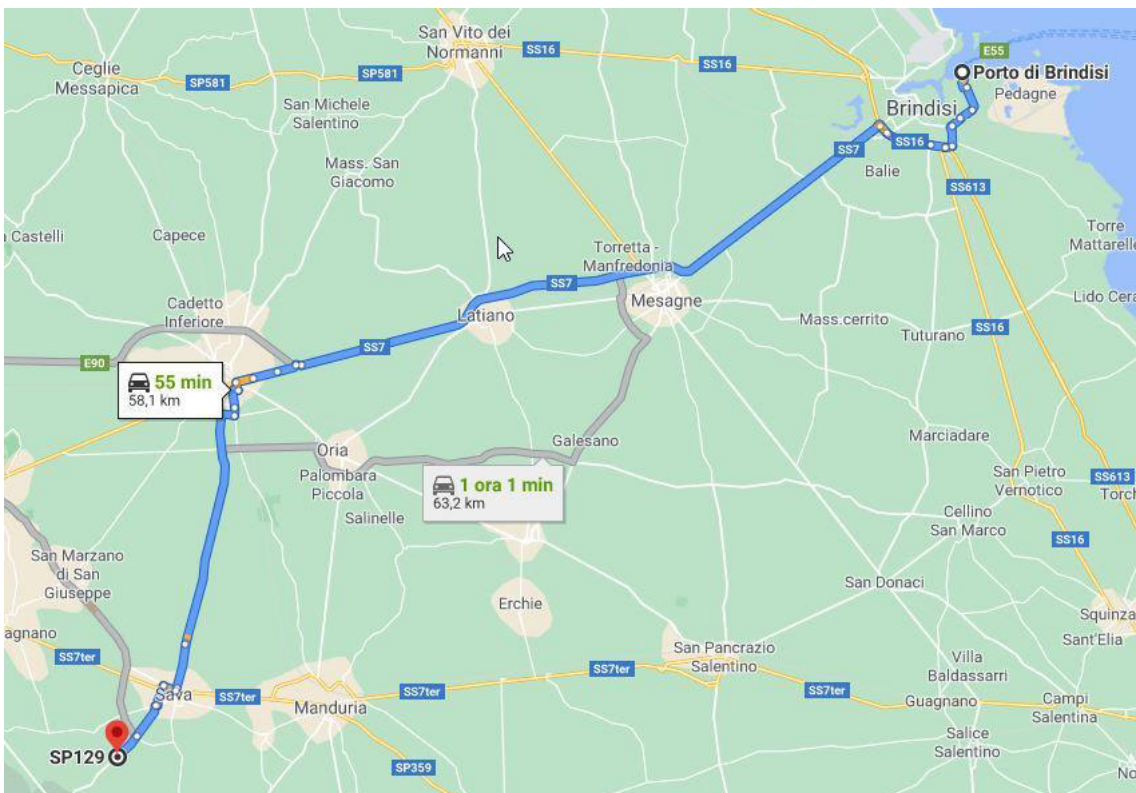 San Vito dei
Normanni
SS16
E55
Ceglie
Messapica
SP581
SP581
SS16
Porto di Brindisi
Pedagne
San Michele
Salentino
Brindisi
SS7
SS16
Balie
Mass. San
Giacomo
SS613
a Castelli
Capece
Torretta -
Manfredonia
Torre
Mattarelle
SS7
Mesagne
Cadetto
Inferiore
Latiano
Lido Cera
Mass.cerrito
Tuturano
SS16
SS7
E90
55 min
58,1 km
Oria
Galesano
Marciadare
Palombara
Piccola
1 ora 1 min
63,2 km
San Pietro
Vernotico
SS613
Torch
Salinelle
Cellino
San Marco
SS16
San Marzano
di San
Giuseppe
San Donaci
Erchie
Squinza
agnano
Sant'Elia
SS7ter
San Pancrazio
Salentino
SS7ter
Villa
Baldassarri
Sava
SS7ter
Manduria
SS7ter
SS7ter
Guagnano
Campi
Salentina
Salice
Salentino
SP129
SP359
No